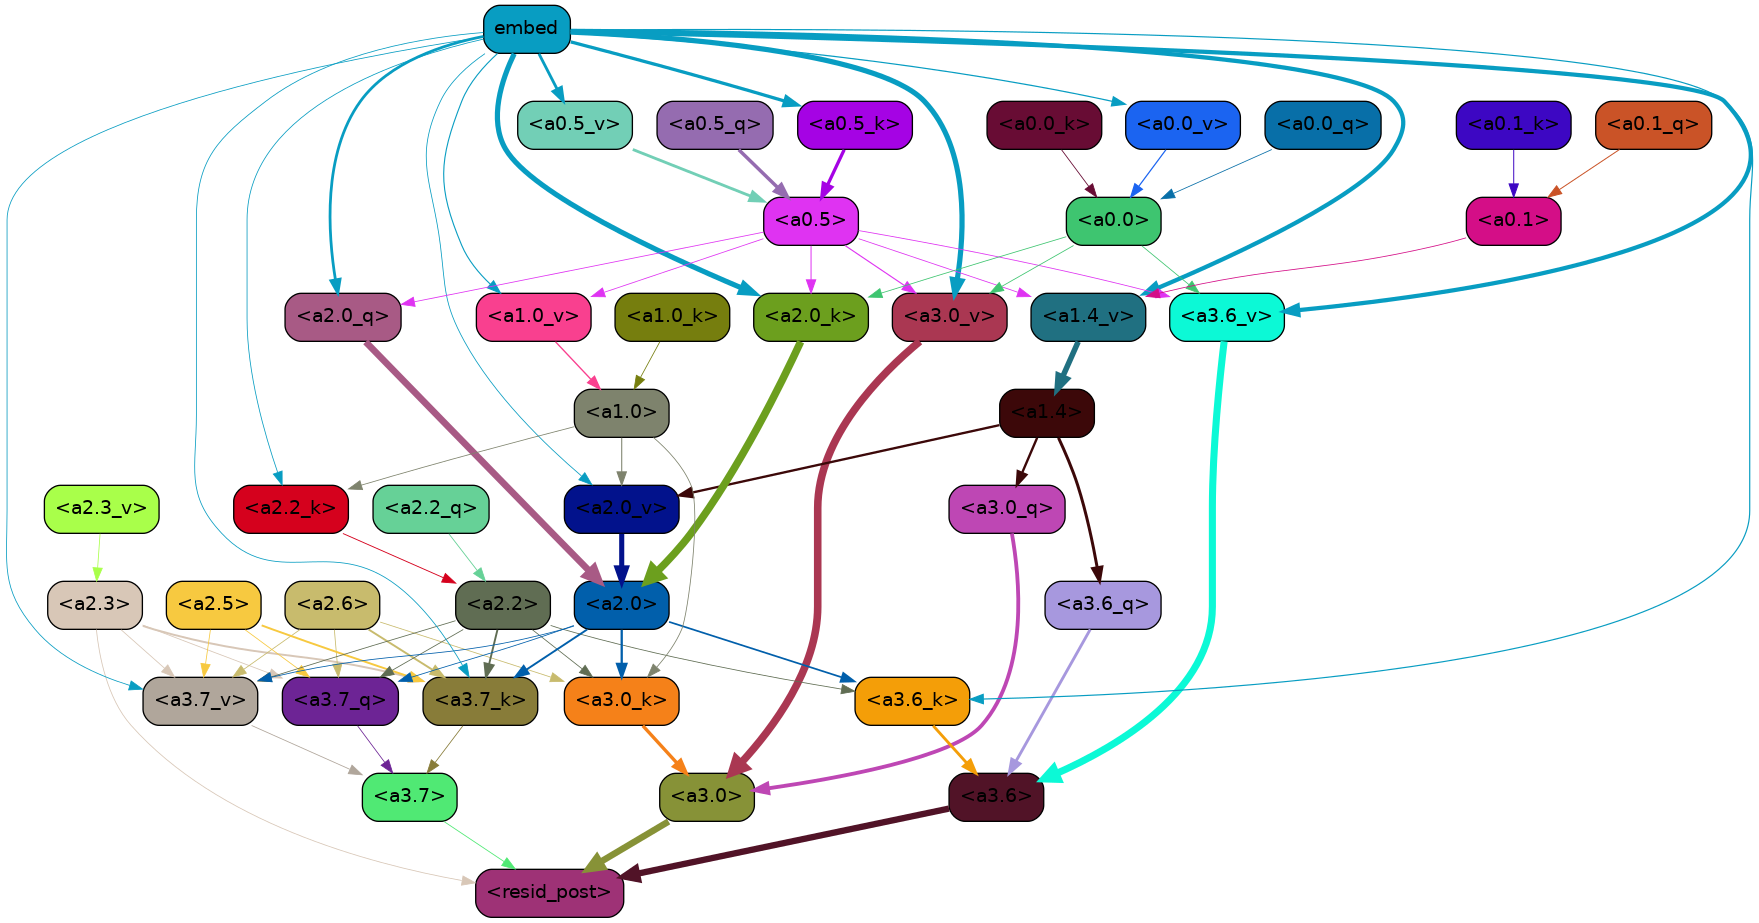 embed
<a0.5_v>
<a0.5_q>
<a0.5_k>
<a0.0_k>
<a0.0_v>
<a0.0_q>
<a0.1_k>
<a0.1_q>
<a0.5>
<a0.0>
<a0.1>
<a2.0_q>
<a1.0_v>
<a1.0_k>
<a2.0_k>
<a3.0_v>
<a1.4_v>
<a3.6_v>
<a1.0>
<a1.4>
<a2.3_v>
<a2.2_k>
<a2.2_q>
<a2.0_v>
<a3.0_q>
<a2.3>
<a2.5>
<a2.6>
<a2.2>
<a2.0>
<a3.6_q>
<a3.7_v>
<a3.7_q>
<a3.7_k>
<a3.0_k>
<a3.6_k>
<a3.7>
<a3.0>
<a3.6>
<resid_post>